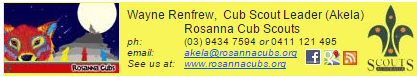 Wayne Renfrew, Cub Scout Leader (Akela)
Rosanna Cub Scouts
ph: (03) 9434 7594 or 0411 121 495
email: akela@rosannacubs.org
See us at: www.rosannacubs.org
ROSANNA CUBS
SCOUTS